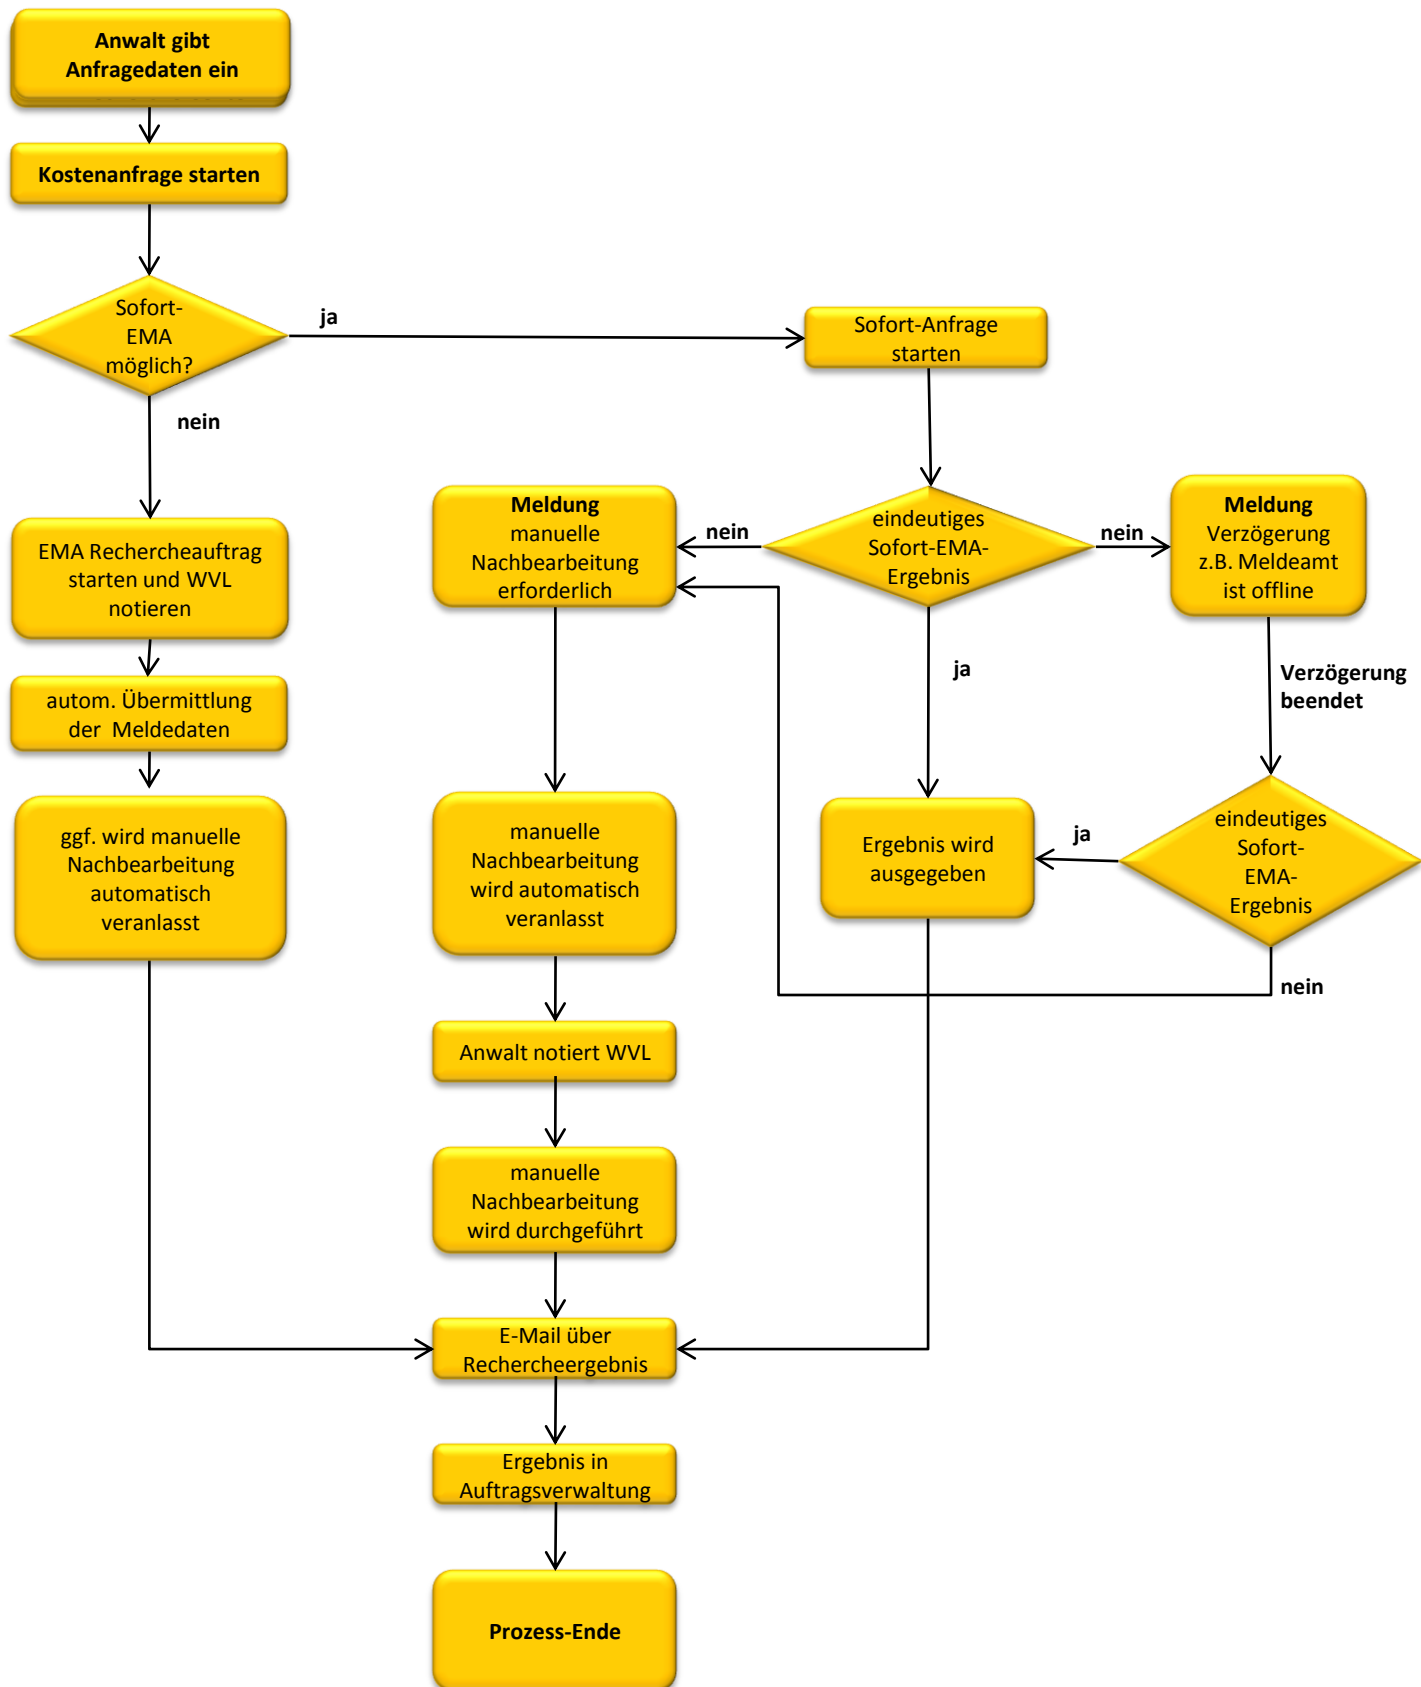 Anwalt gibt
Anfragedaten ein
Kostenanfrage starten
Sofort-
EMA
möglich?
ja
Sofort-Anfrage
starten
nein
EMA Rechercheauftrag
starten und WVL
notieren
autom. Übermittlung
der Meldedaten
ggf. wird manuelle
Nachbearbeitung
automatisch
veranlasst
Meldung
manuelle
Nachbearbeitung
erforderlich
nein
eindeutiges
Sofort-EMA-
Ergebnis
nein
Meldung
Verzögerung
z.B. Meldeamt
ist offline
ja
Verzögerung
beendet
manuelle
Nachbearbeitung
wird automatisch
veranlasst
Ergebnis wird
ausgegeben
ja
eindeutiges
Sofort-
EMA-
Ergebnis
nein
Anwalt notiert WVL
manuelle
Nachbearbeitung
wird durchgeführt
E-Mail über
Rechercheergebnis
Ergebnis in
Auftragsverwaltung
Prozess-Ende